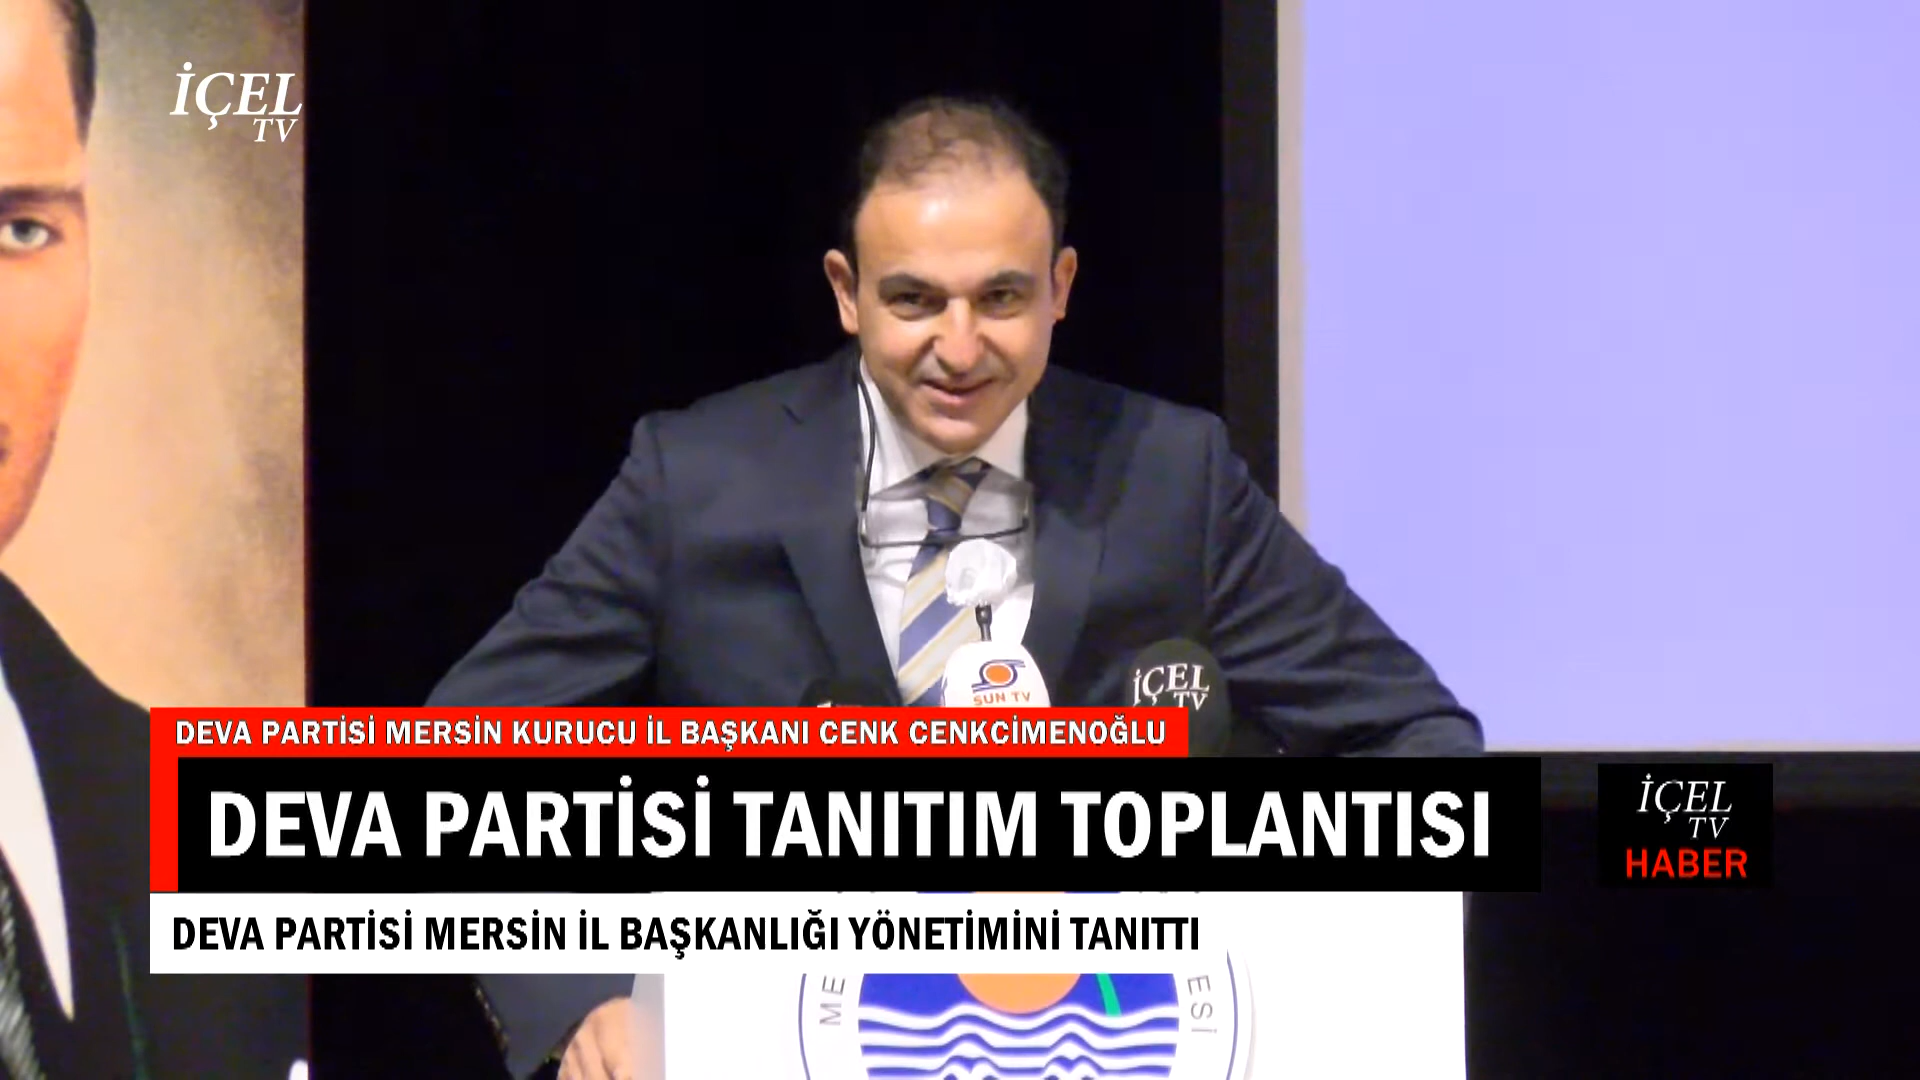 İÇEL
TV
SUN TV
İÇEL
TV
DEVA PARTİSİ MERSİN KURUCU İL BAŞKANI CENK CENKCİMENOĞLU
DEVA PARTİSİ TANITIM TOPLANTISI
İÇEL
TV
HABER
DEVA PARTİSİ MERSİN İL BAŞKANLIĞI YÖNETİMİNİ TANITTI